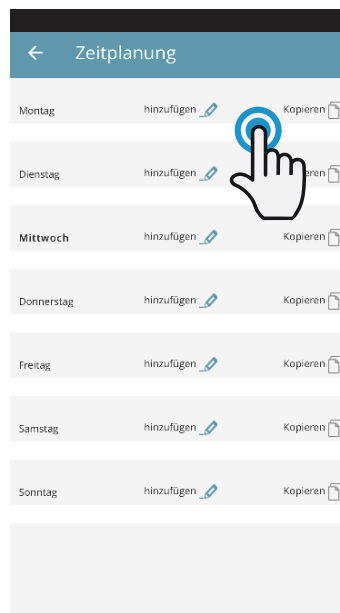 Zeitplanung
Montag hinzufügen Kopieren
Dienstag hinzufügen
Mittwoch hinzufügen Kopieren
Donnerstag hinzufügen Kopieren
Freitag hinzufügen Kopieren
Samstag hinzufügen Kopieren
Sonntag hinzufügen Kopieren